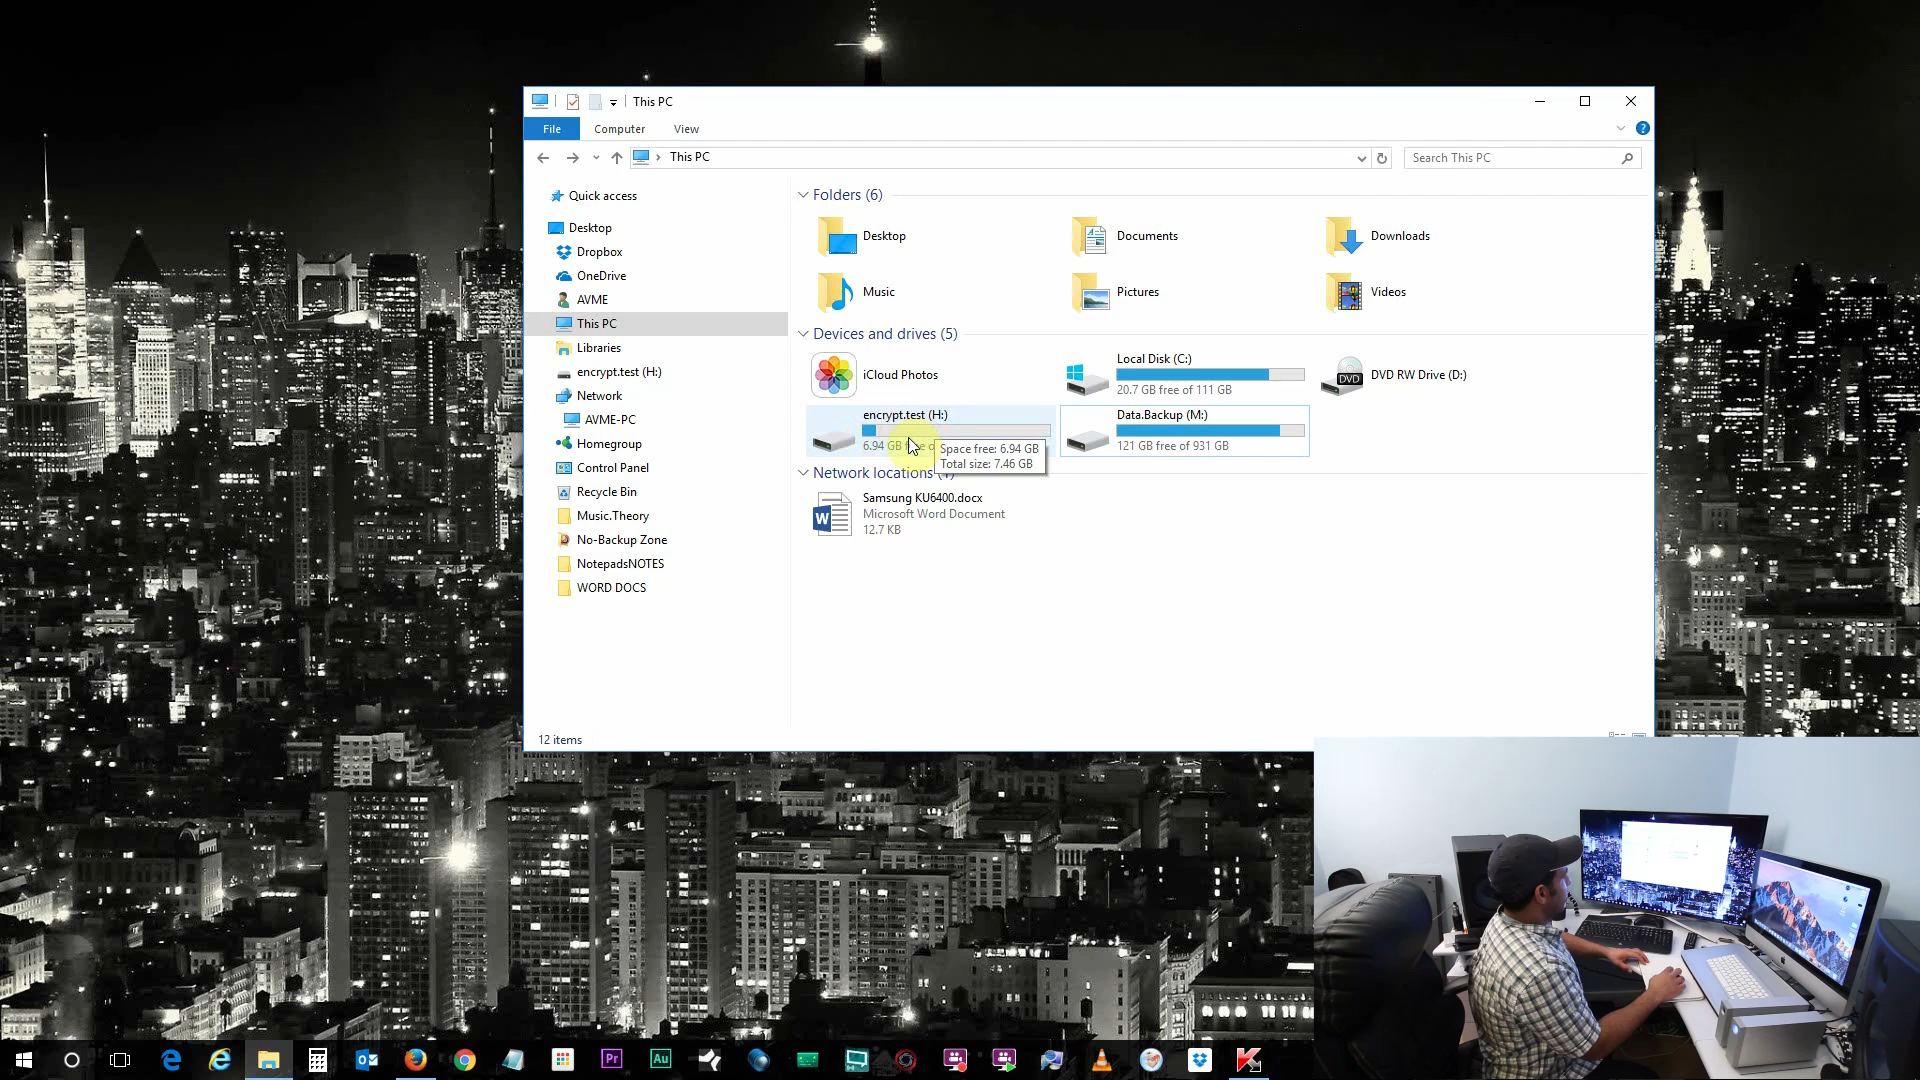 This PC
File Computer View
This PC
Search This PC
Quick access
Desktop
Dropbox
OneDrive
AVME
This PC
Libraries
encrypt.test (H:)
Network
AVME-PC
Homegroup
Control Panel
Recycle Bin
Music.Theory
No-Backup Zone
NotepadsNOTES
WORD DOCS
Folders (6)
Desktop
Documents
Downloads
Music
Pictures
Videos
Devices and drives (5)
iCloud Photos
Local Disk (C:)
20.7 GB free of 111 GB
DVD
DVD RW Drive (D:)
encrypt.test (H:)
6.94 GB
Space free: 6.94 GB
Total size: 7.46 GB
Data.Backup (M:)
121 GB free of 931 GB
Network locations
W
Samsung KU6400.docx
Microsoft Word Document
12.7 KB
12 items
Pr
Au